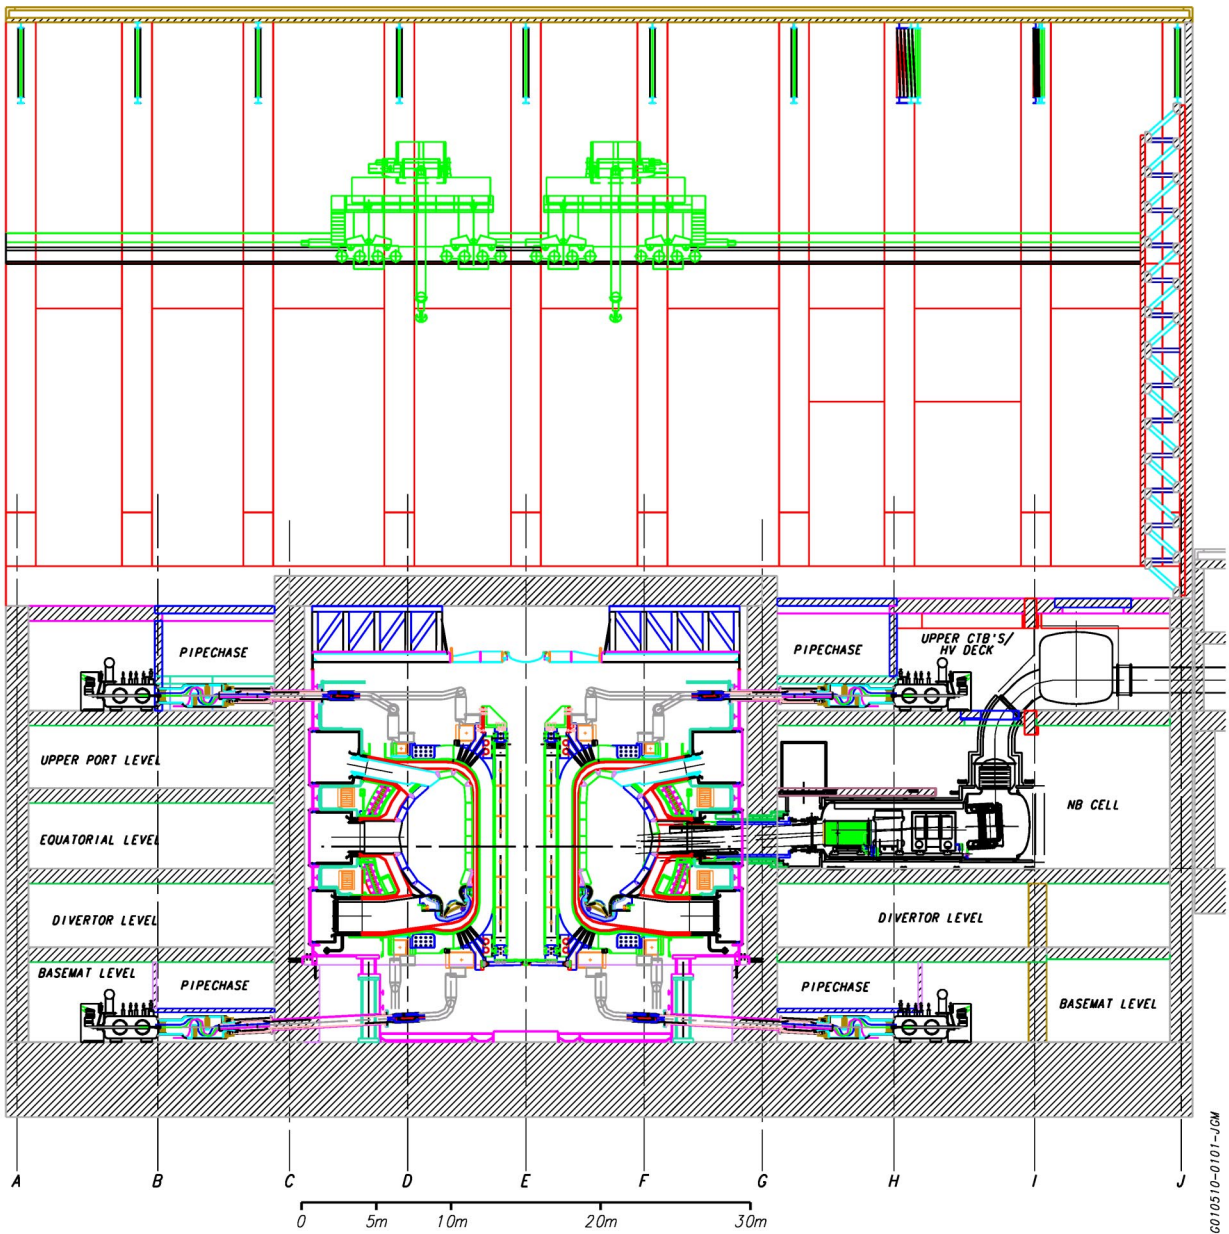 UPPER CTB'S/
HV DECK
PIPECHASE
PIPECHASE
UPPER PORT LEVEL
NB CELL
EQUATORIAL LEVEL
DIVERTOR LEVEL
DIVERTOR LEVEL
BASEMAT LEVEL
PIPECHASE
PIPECHASE
BASEMAT LEVEL
A B C D E F G H I J
0 5m 10m 20m 30m
G010510-0101-JGM